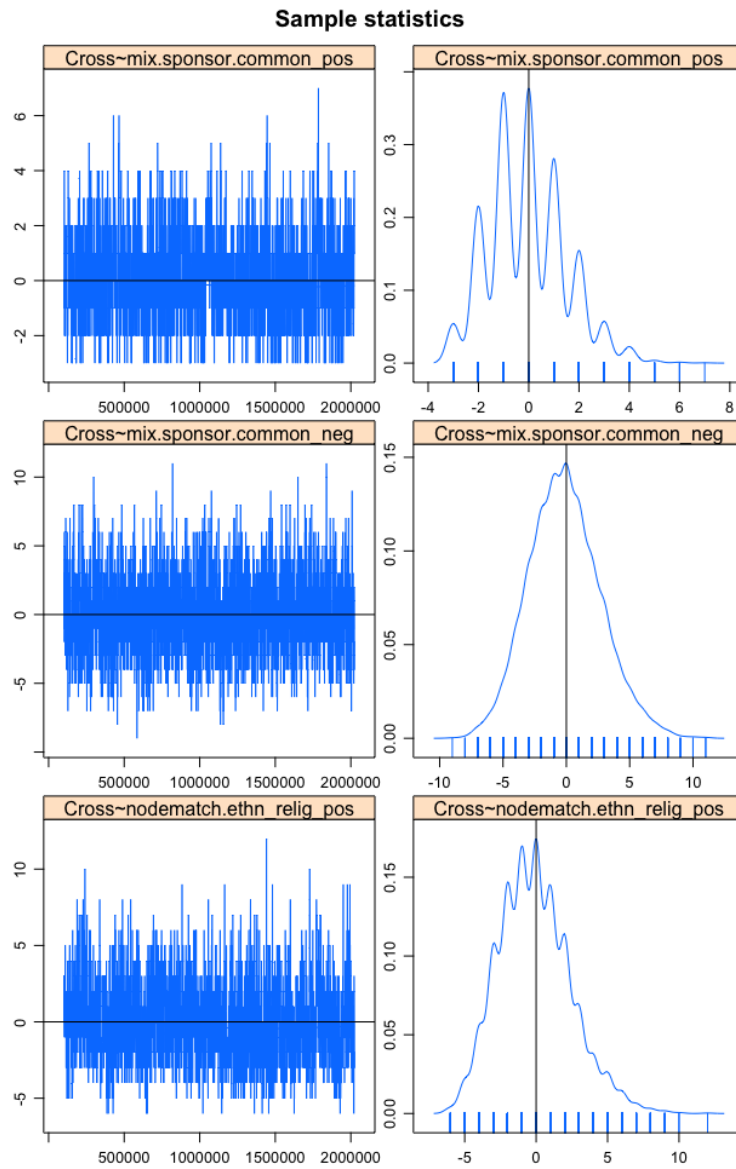 Sample statistics
Cross~mix.sponsor.common_pos
Cross~mix.sponsor.common_pos
6
4
2
0
-2
500000 1000000 1500000 2000000
0.3
0.2
0.1
0.0
-4 -2 0 2 4 6 8
Cross~mix.sponsor.common_neg
Cross~mix.sponsor.common_neg
10
5
0
-5
500000 1000000 1500000 2000000
0.15
0.10
0.05
0.00
-10 -5 0 5 10
Cross~nodematch.ethn_relig_pos
Cross~nodematch.ethn_relig_pos
10
5
0
-5
500000 1000000 1500000 2000000
0.15
0.10
0.05
0.00
-5 0 5 10